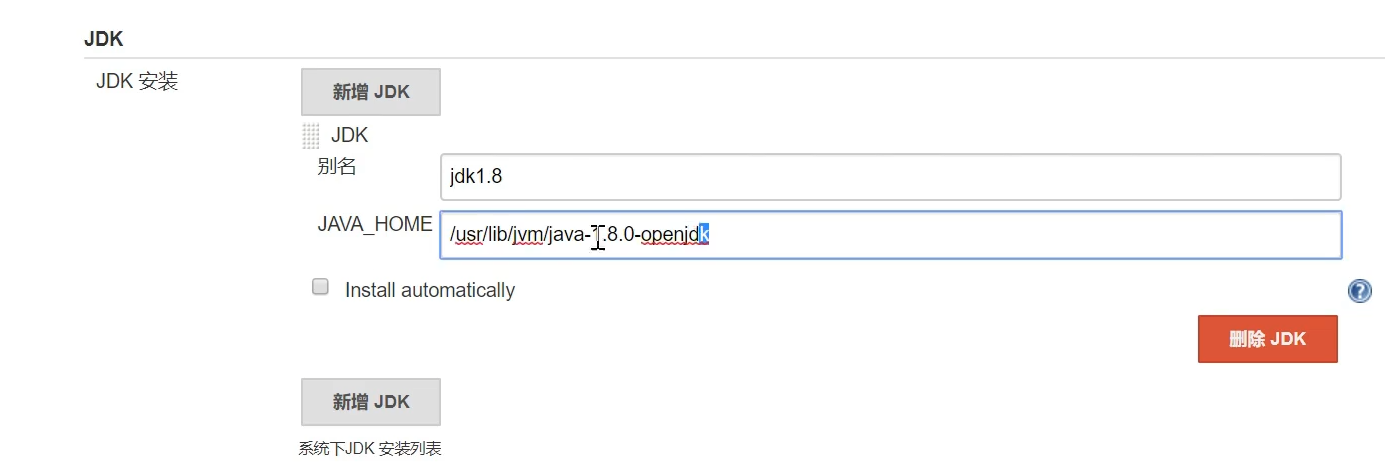 JDK
JDK 安装
新增 JDK
JDK
别名
jdk1.8
JAVA_HOME
/usr/lib/jvm/java-1.8.0-openjdk
Install automatically
?
删除 JDK
新增 JDK
系统下JDK 安装列表